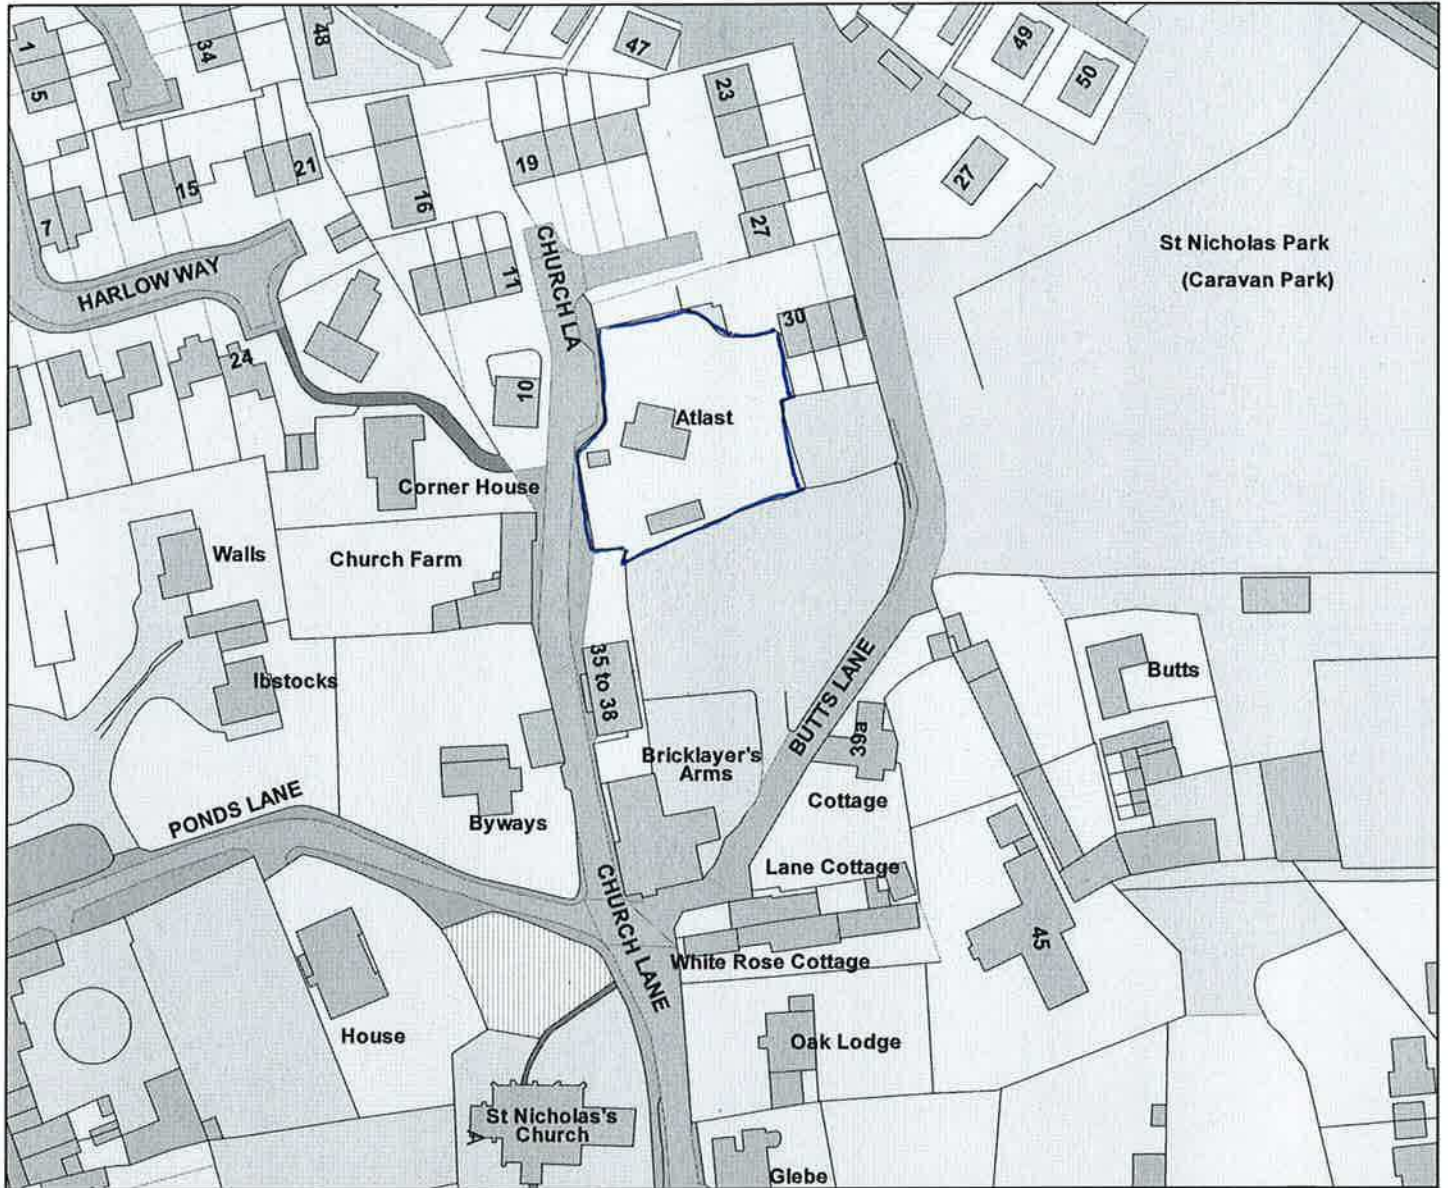 1
5
34
48
47
49
50
23
19
15
21
16
27
27
7
St Nicholas Park
(Caravan Park)
HARLOW WAY
11
CHURCH LA
30
24
10
Atlast
Corner House
Walls
Church Farm
Ibstocks
35 to 38
BUTTS LANE
Butts
39a
Bricklayer's
Arms
Cottage
PONDS LANE
Byways
Lane Cottage
CHURCH LANE
45
White Rose Cottage
House
Oak Lodge
St Nicholas's
Church
Glebe